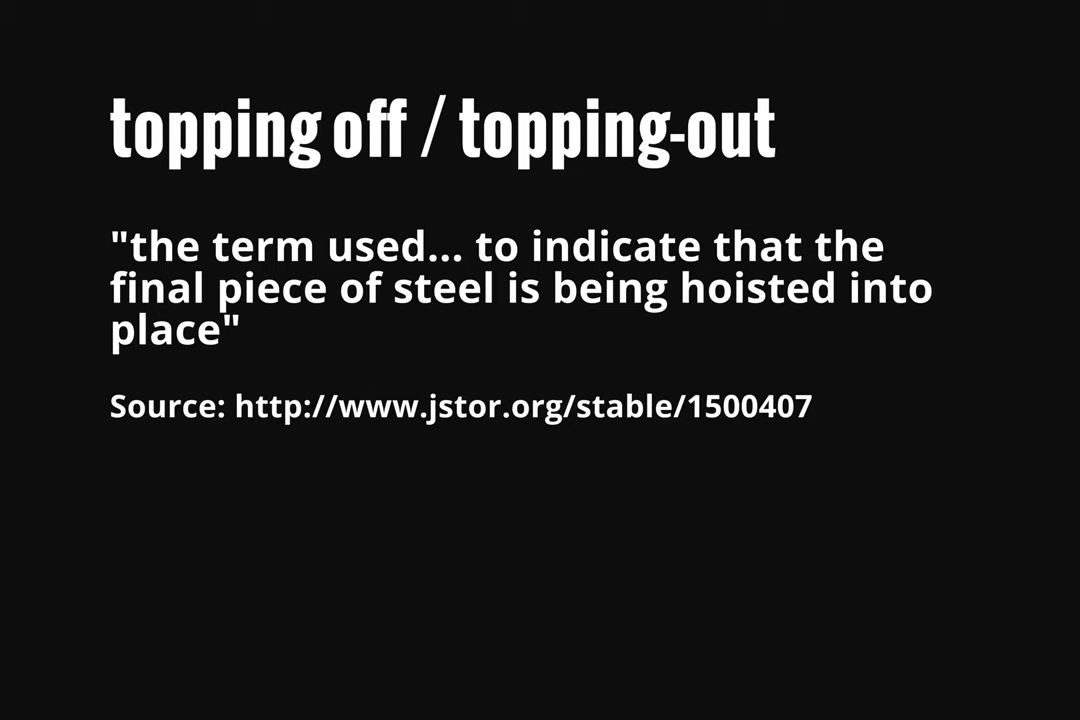 topping off / topping-out
"the term used... to indicate that the
final piece of steel is being hoisted into
place"
Source: http://www.jstor.org/stable/1500407